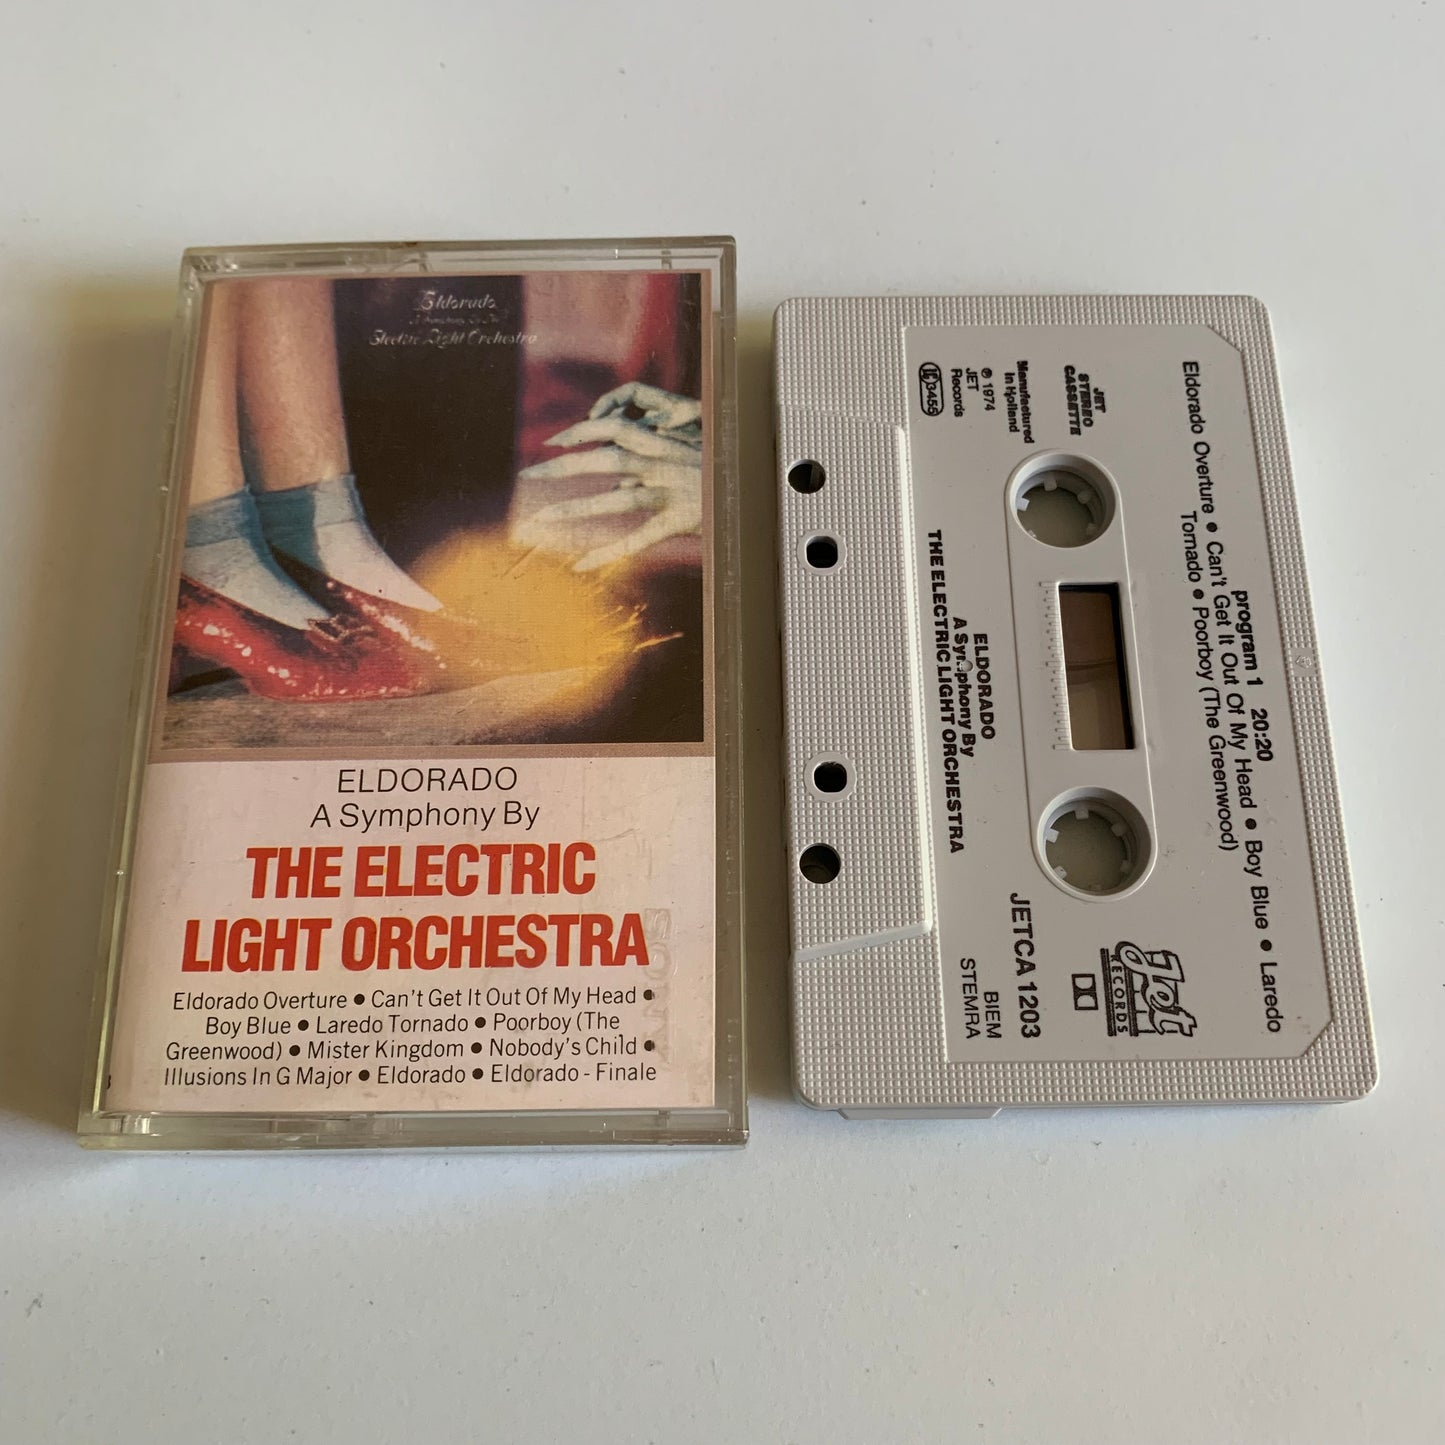 Eldorado
A Symphony By The
Electric Light Orchestra
ELDORADO
A Symphony By
THE ELECTRIC
LIGHT ORCHESTRA
Eldorado Overture ● Can't Get It Out Of My Head ●
Boy Blue ● Laredo Tornado ● Poorboy (The
Greenwood) ● Mister Kingdom ● Nobody's Child ●
Illusions In G Major ● Eldorado ● Eldorado - Finale
program 1 20:20
Eldorado Overture ● Can't Get It Out Of My Head ● Boy Blue ● Laredo
Tornado ● Poorboy (The Greenwood)
JET
STEREO
CASSETTE
Manufactured
In Holland
℗ 1974
JET
Records
3455
Jet
RECORDS
JETCA 1203
BIEM
STEMRA
ELDORADO
A Symphony By
THE ELECTRIC LIGHT ORCHESTRA